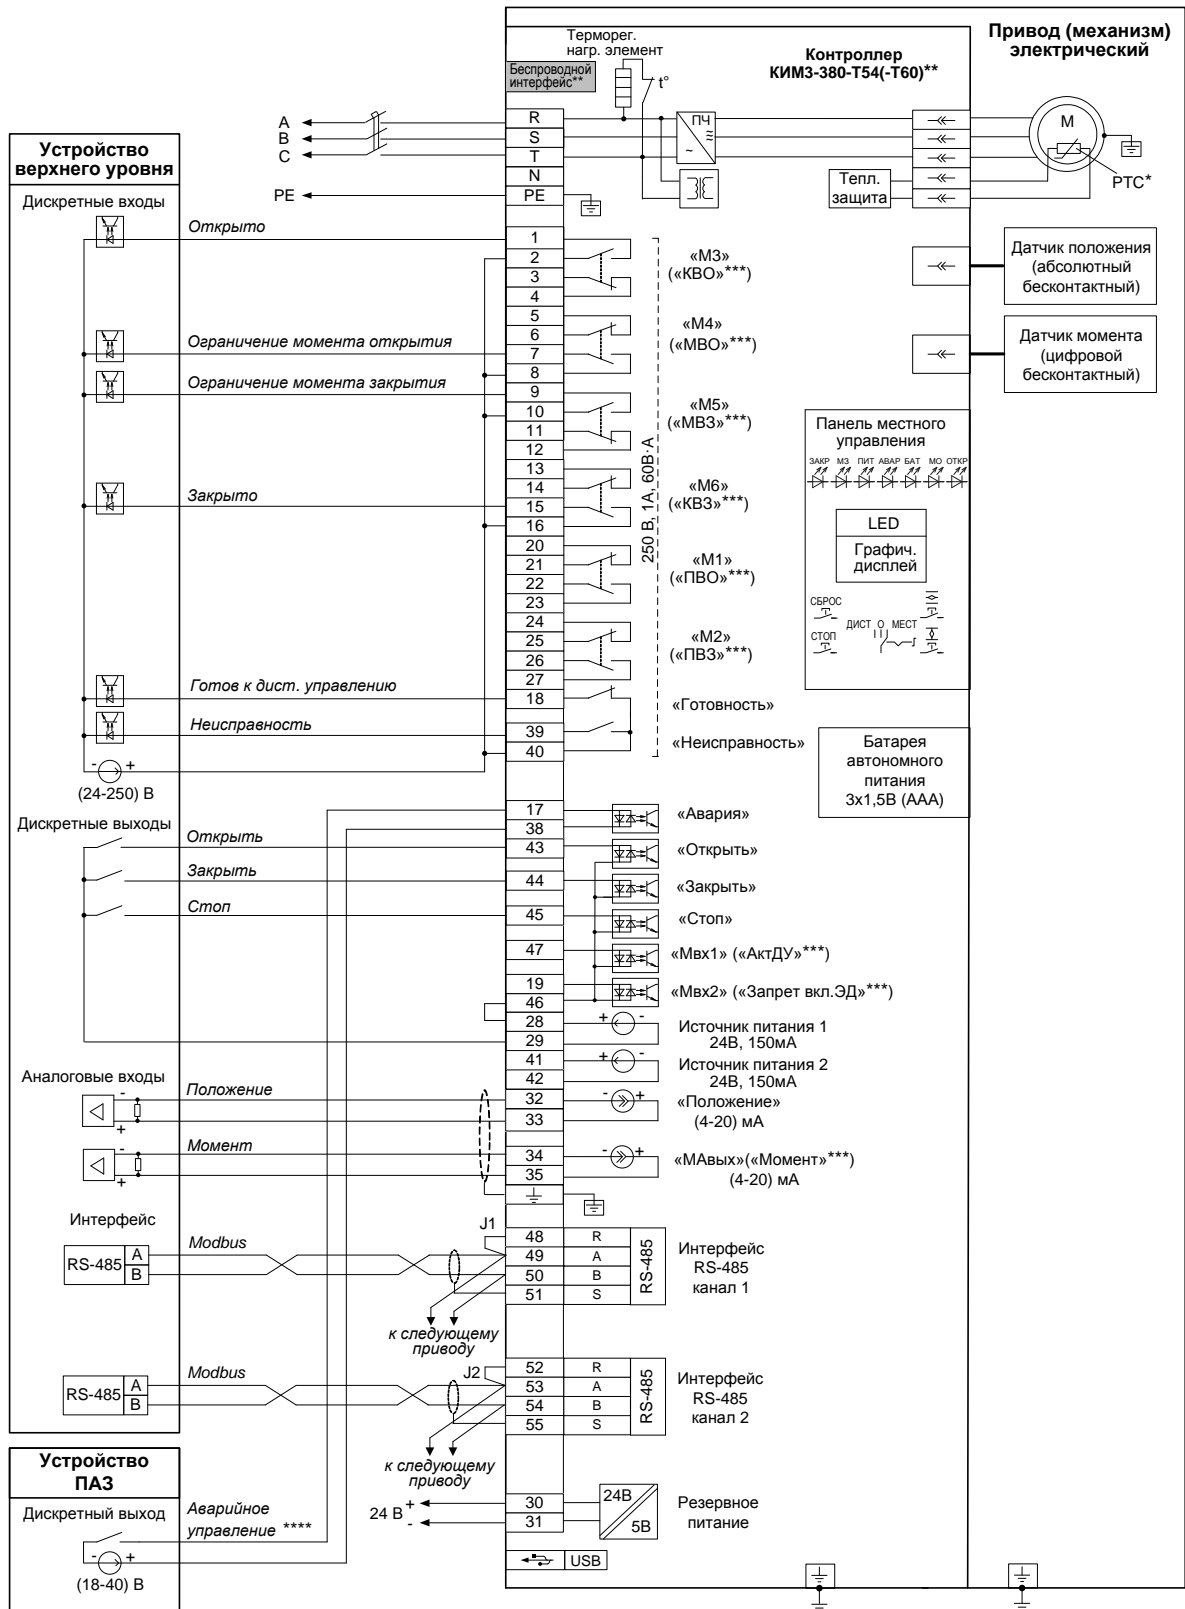 Привод (механизм)
электрический
Контроллер
КИМ3-380-Т54(-Т60)**
Терморег.
нагр. элемент
Беспроводной
интерфейс**
t°
A
B
C
PE
R
S
T
N
PE
ПЧ
~
≈
M
PTC*
Тепл.
защита
Устройство
верхнего уровня
Дискретные входы
Открыто
Ограничение момента открытия
Ограничение момента закрытия
Закрыто
Готов к дист. управлению
Неисправность
- +
(24-250) В
1
2
3
4
«М3»
(«КВО»***)
5
6
7
8
«М4»
(«МВО»***)
9
10
11
12
«М5»
(«МВЗ»***)
13
14
15
16
«М6»
(«КВЗ»***)
20
21
22
23
«М1»
(«ПВО»***)
24
25
26
27
«М2»
(«ПВЗ»***)
18
«Готовность»
39
40
«Неисправность»
250 В, 1А, 60В·А
Датчик положения
(абсолютный
бесконтактный)
Датчик момента
(цифровой
бесконтактный)
Панель местного
управления
ЗАКР МЗ ПИТ АВАР БАТ МО ОТКР
LED
Графич.
дисплей
СБРОС
СТОП
ДИСТ О МЕСТ
Батарея
автономного
питания
3х1,5В (ААА)
Дискретные выходы
Открыть
Закрыть
Стоп
17
38
«Авария»
43
«Открыть»
44
«Закрыть»
45
«Стоп»
47
«Мвх1» («АктДУ»***)
19
46
«Мвх2» («Запрет вкл.ЭД»***)
28
29
+ -
Источник питания 1
24В, 150мА
41
42
+ -
Источник питания 2
24В, 150мА
Аналоговые входы
Положение
-
+
32
33
- +
«Положение»
(4-20) мА
Момент
-
+
34
35
- +
«МАвых»(«Момент»***)
(4-20) мА
Интерфейс
RS-485
A
B
Modbus
J1
48 R
49 A
50 B
51 S
RS-485
Интерфейс
RS-485
канал 1
к следующему
приводу
RS-485
A
B
Modbus
J2
52 R
53 A
54 B
55 S
RS-485
Интерфейс
RS-485
канал 2
к следующему
приводу
Устройство
ПАЗ
Дискретный выход
Аварийное
управление ****
- +
(18-40) В
24 В
+
-
30
31
24В
5В
Резервное
питание
USB